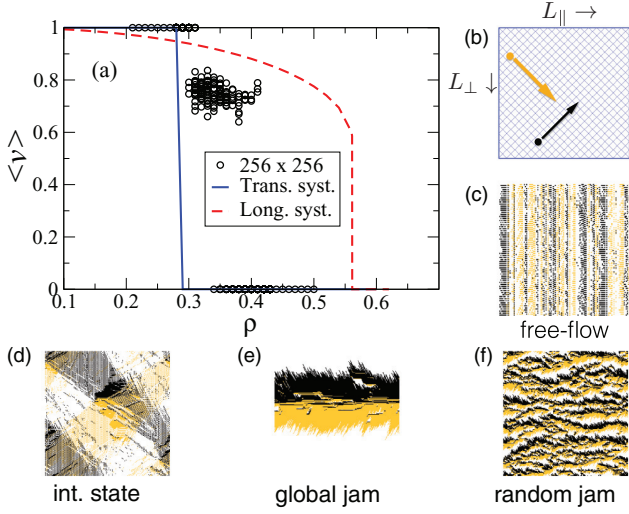 (a)
<v>
1
0.8
0.6
0.4
0.2
0
0.1 0.2 0.3 0.4 0.5 0.6
ρ
256 x 256
Trans. syst.
Long. syst.
(b)
L∥ →
L⊥ ↓
(c)
free-flow
(d)
int. state
(e)
global jam
(f)
random jam